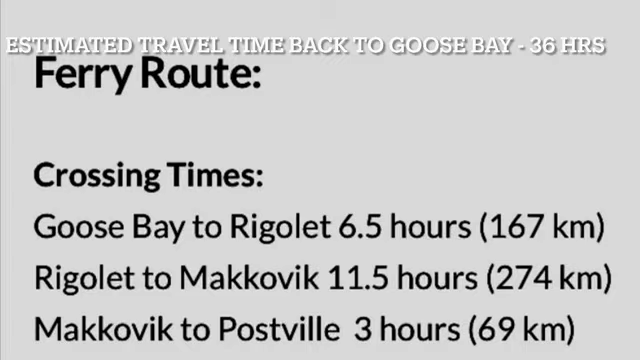 ESTIMATED TRAVEL TIME BACK TO GOOSE BAY - 36 HRS
Ferry Route:
Crossing Times:
Goose Bay to Rigolet 6.5 hours (167 km)
Rigolet to Makkovik 11.5 hours (274 km)
Makkovik to Postville 3 hours (69 km)